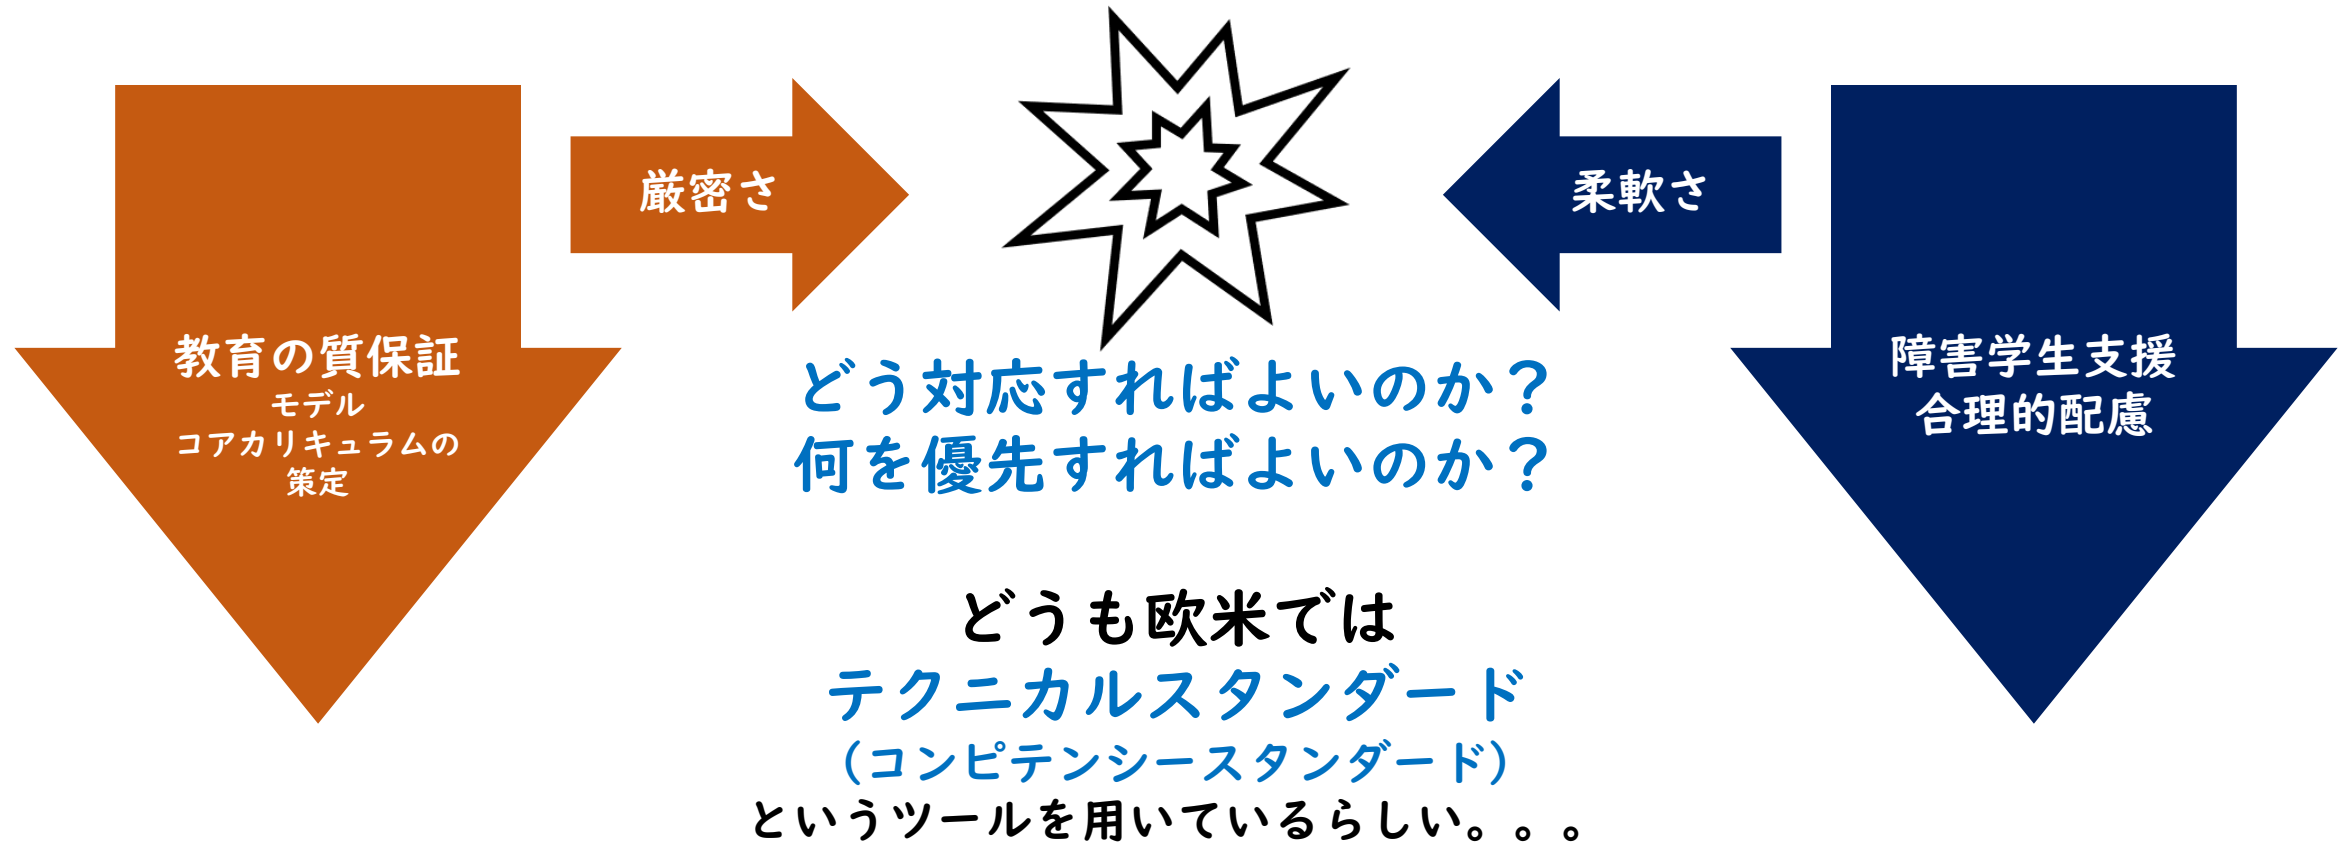 厳密さ
柔軟さ
教育の質保証
モデル
コアカリキュラムの
策定
障害学生支援
合理的配慮
どう対応すればよいのか？
何を優先すればよいのか？
どうも欧米では
テクニカルスタンダード
（コンピテンシースタンダード）
というツールを用いているらしい。。。